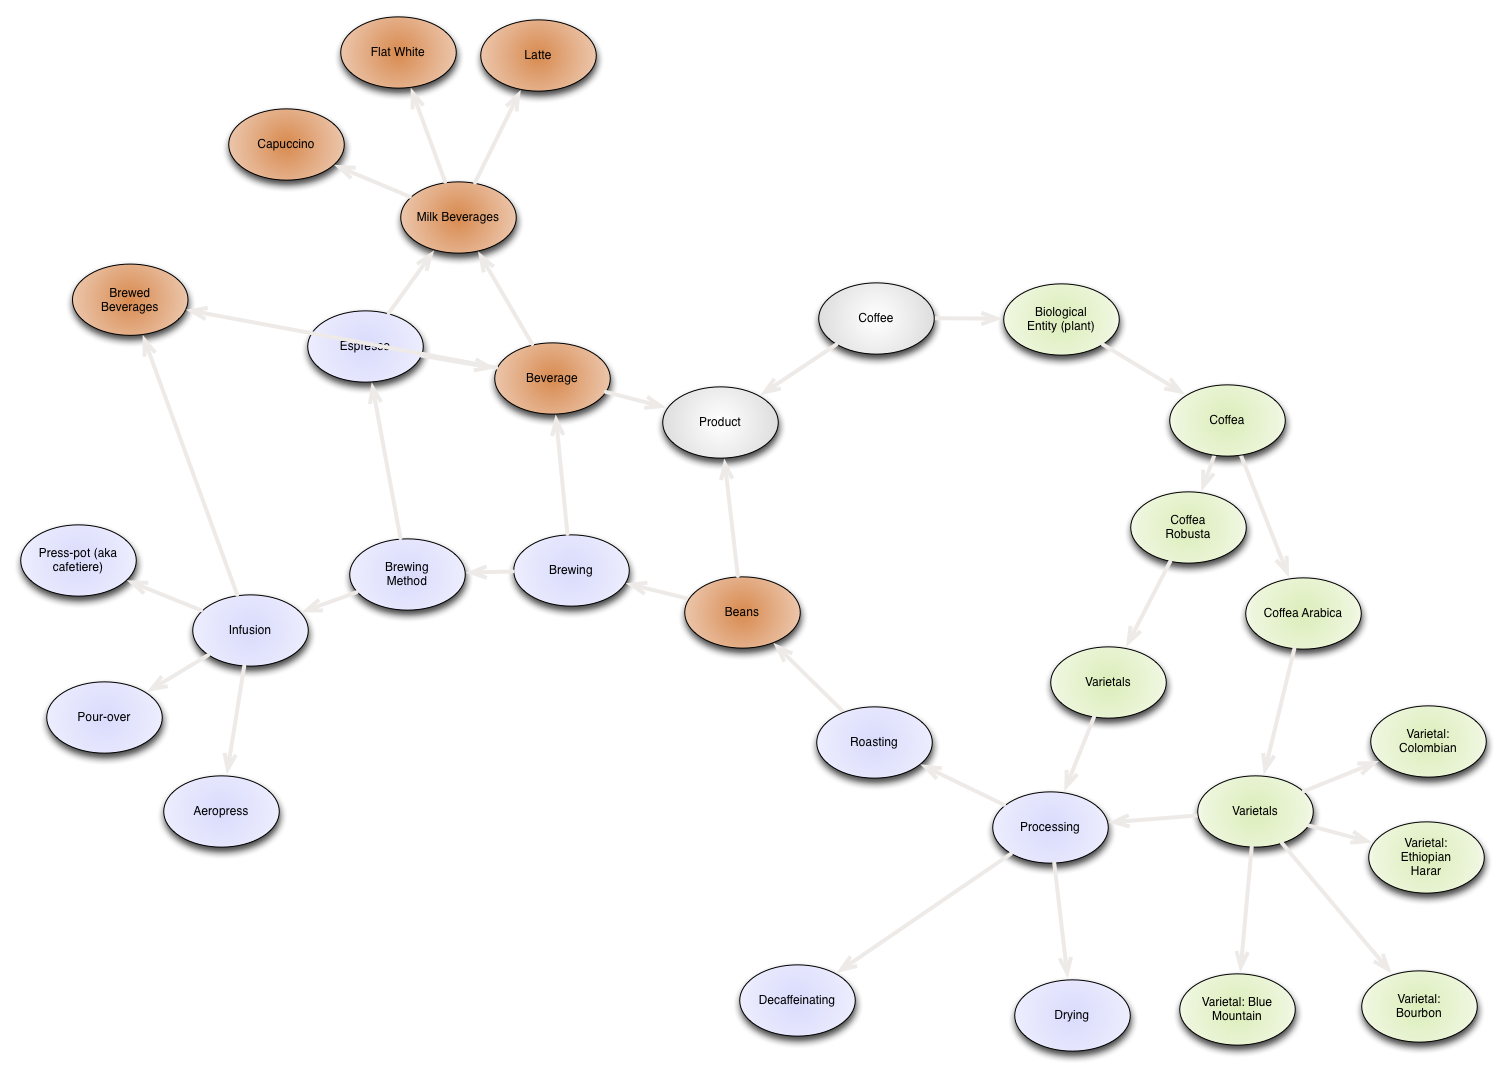 Flat White
Latte
Capuccino
Milk Beverages
Brewed
Beverages
Espresso
Coffee
Biological
Entity (plant)
Beverage
Product
Coffea
Coffea
Robusta
Press-pot (aka
cafetiere)
Brewing
Method
Brewing
Beans
Coffea Arabica
Infusion
Varietals
Pour-over
Roasting
Varietal:
Colombian
Aeropress
Processing
Varietals
Varietal:
Ethiopian
Harar
Decaffeinating
Drying
Varietal: Blue
Mountain
Varietal:
Bourbon